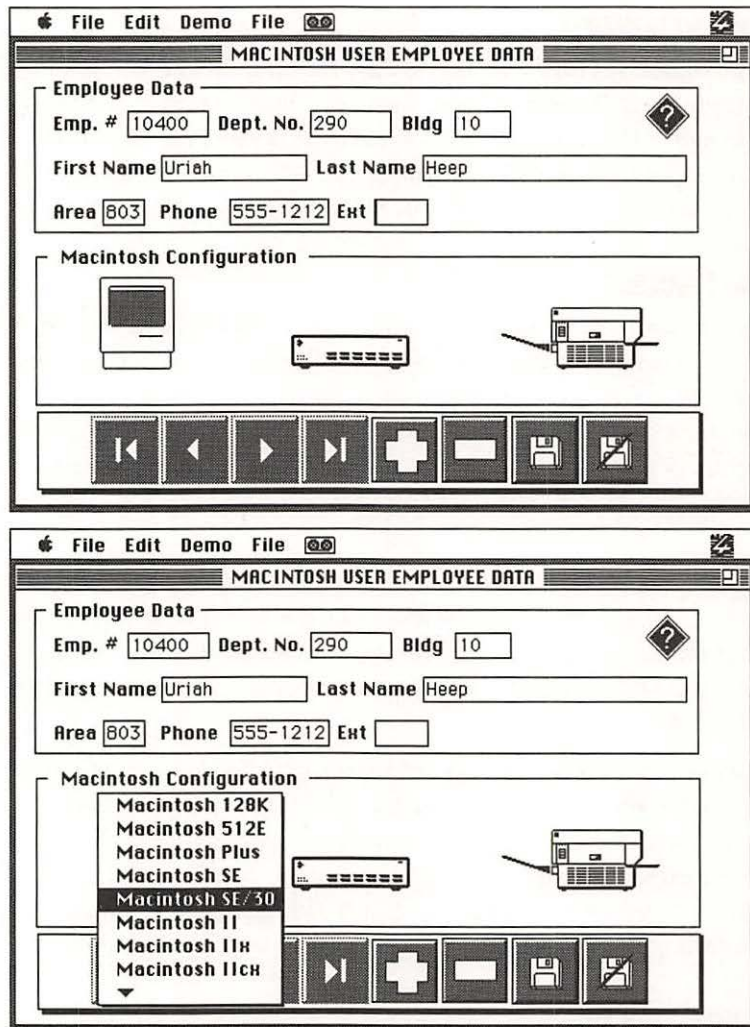 File Edit Demo File
MACINTOSH USER EMPLOYEE DATA
Employee Data
Emp. # 10400 Dept. No. 290 Bldg 10
?
First Name Uriah Last Name Heep
Area 803 Phone 555-1212 Ext
Macintosh Configuration
File Edit Demo File
MACINTOSH USER EMPLOYEE DATA
Employee Data
Emp. # 10400 Dept. No. 290 Bldg 10
?
First Name Uriah Last Name Heep
Area 803 Phone 555-1212 Ext
Macintosh Configuration
Macintosh 128K
Macintosh 512E
Macintosh Plus
Macintosh SE
Macintosh SE/30
Macintosh II
Macintosh IIx
Macintosh IIcx